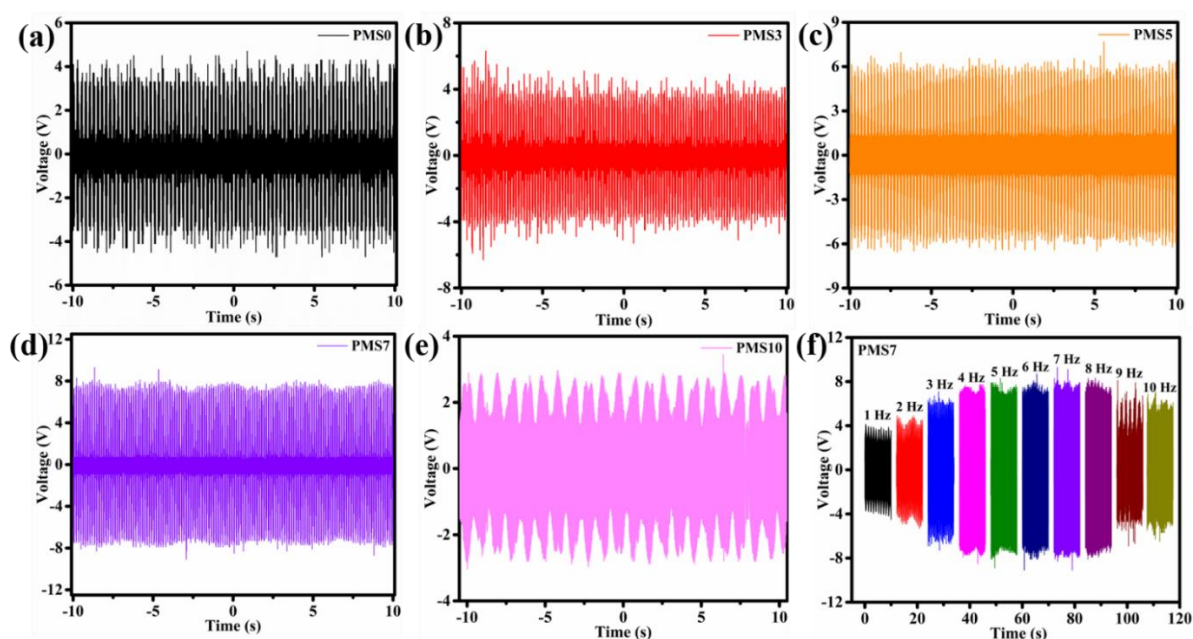 (a)
PMS0
6
4
2
0
-2
-4
-6
Voltage (V)
-10
-5
0
5
10
Time (s)
(b)
PMS3
8
4
0
-4
-8
Voltage (V)
-10
-5
0
5
10
Time (s)
(c)
PMS5
9
6
3
0
-3
-6
-9
Voltage (V)
-10
-5
0
5
10
Time (s)
(d)
PMS7
12
8
4
0
-4
-8
-12
Voltage (V)
-10
-5
0
5
10
Time (s)
(e)
PMS10
4
2
0
-2
-4
Voltage (V)
-10
-5
0
5
10
Time (s)
(f)
PMS7
1 Hz
2 Hz
3 Hz
4 Hz
5 Hz
6 Hz
7 Hz
8 Hz
9 Hz
10 Hz
12
8
4
0
-4
-8
-12
Voltage (V)
0
20
40
60
80
100
120
Time (s)